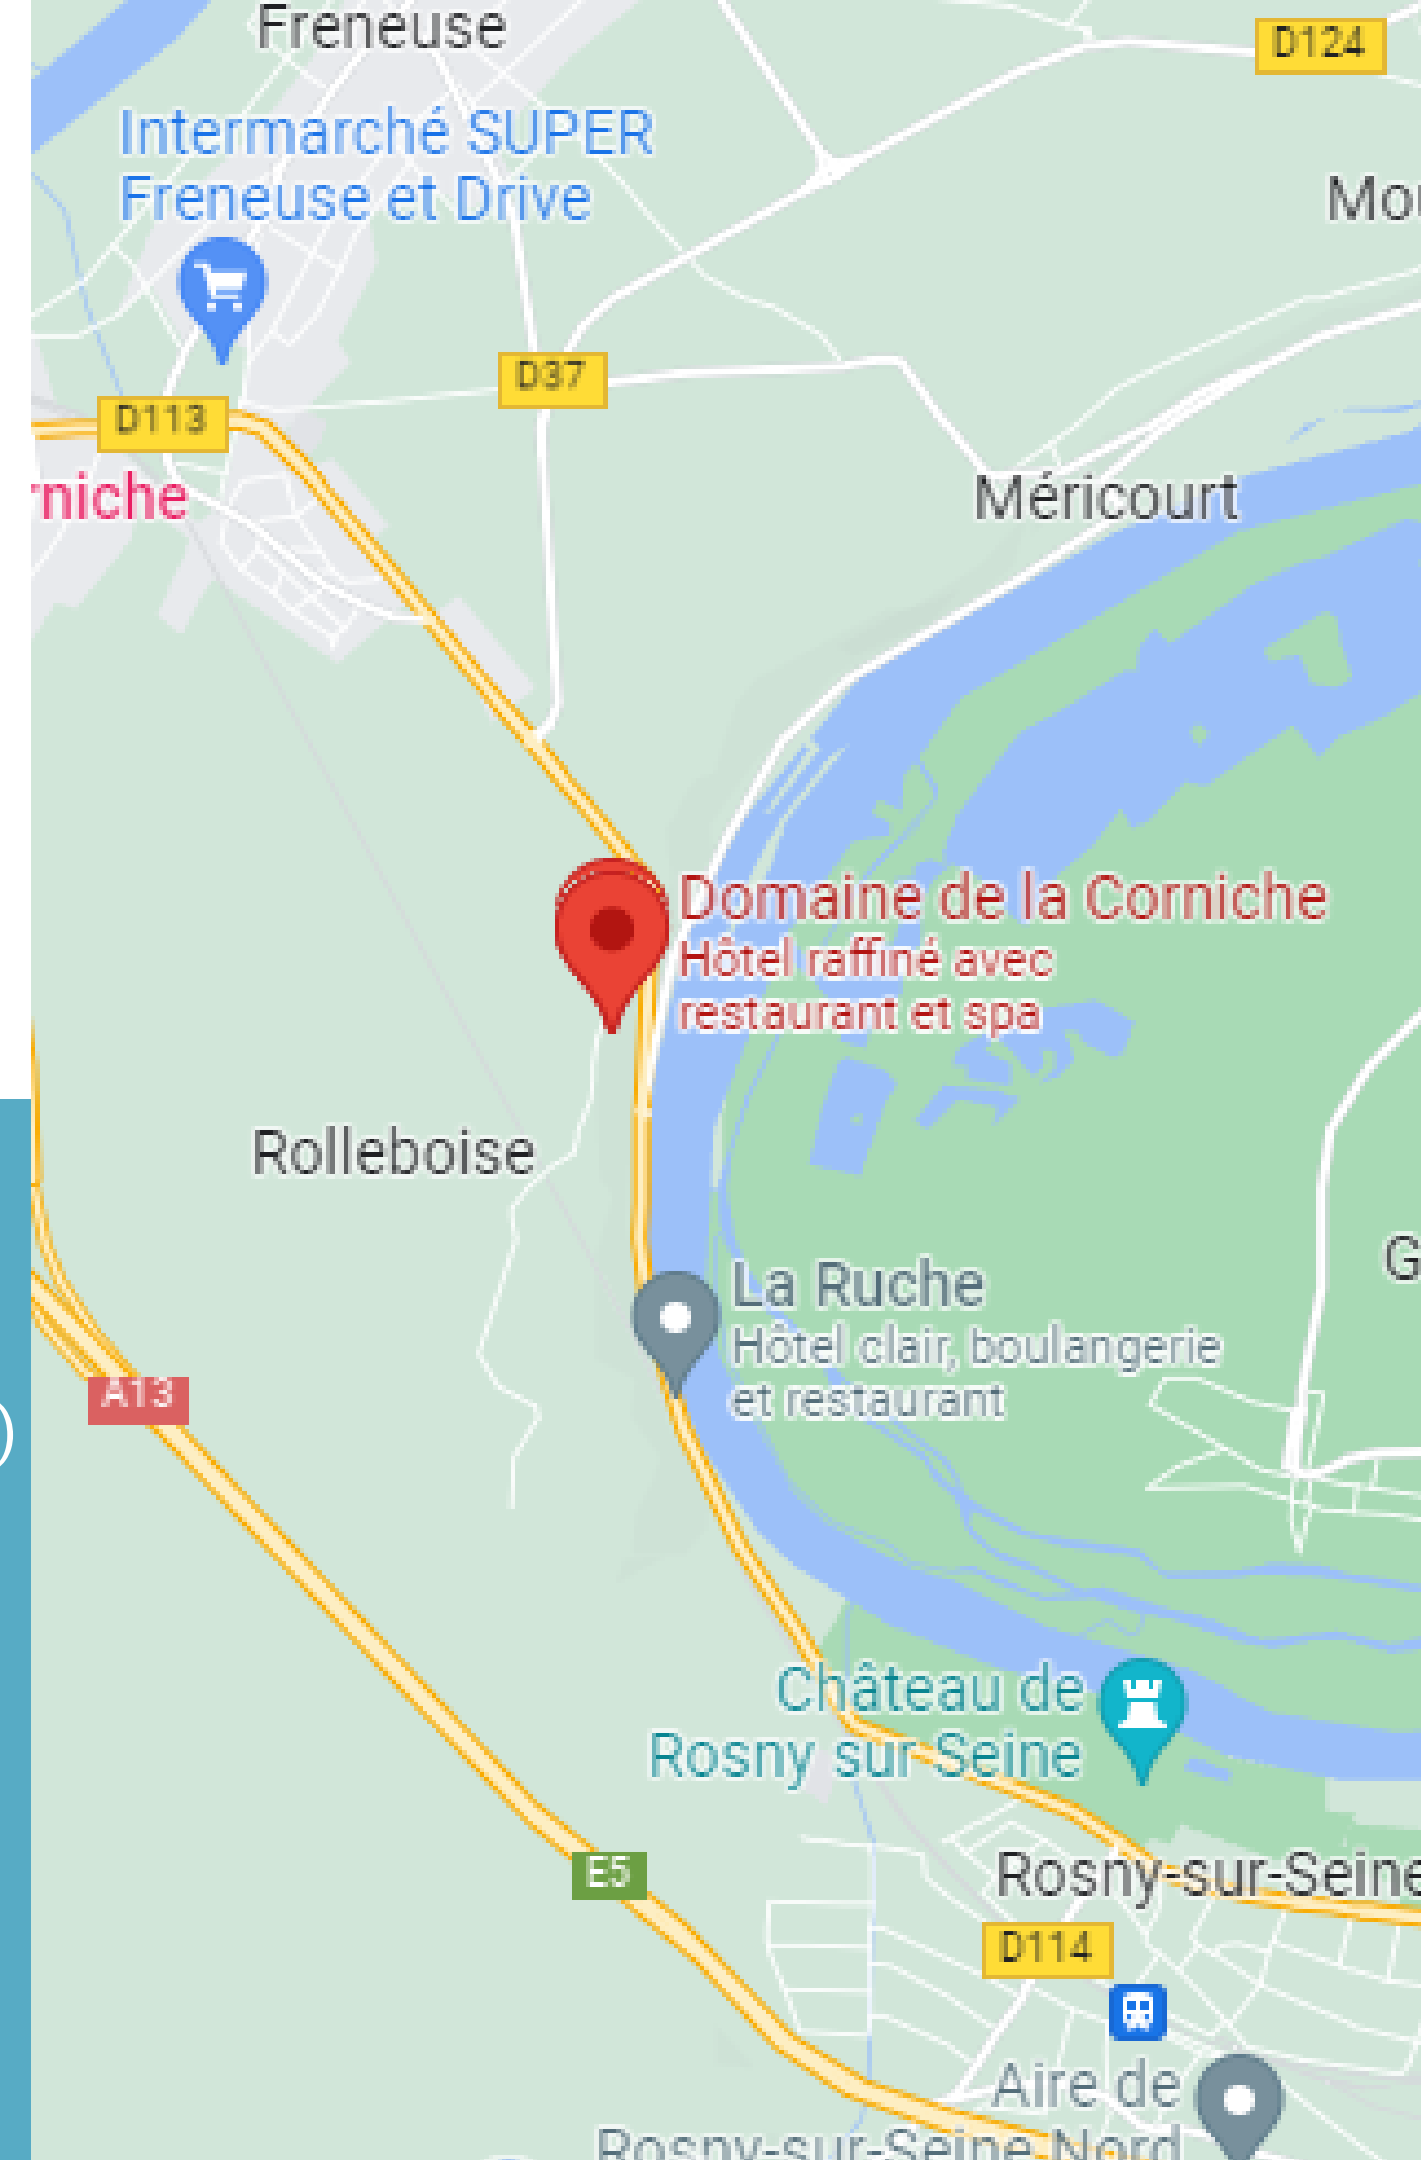 Freneuse
D124
Intermarché SUPER
Freneuse et Drive
D37
D113
rniche
Méricourt
Domaine de la Corniche
Hôtel raffiné avec
restaurant et spa
Rolleboise
La Ruche
Hôtel clair, boulangerie
et restaurant
A13
)
Château de
Rosny sur Seine
E5
Rosny-sur-Seine
D114
Aire de
Rosny-sur-Seine Nord